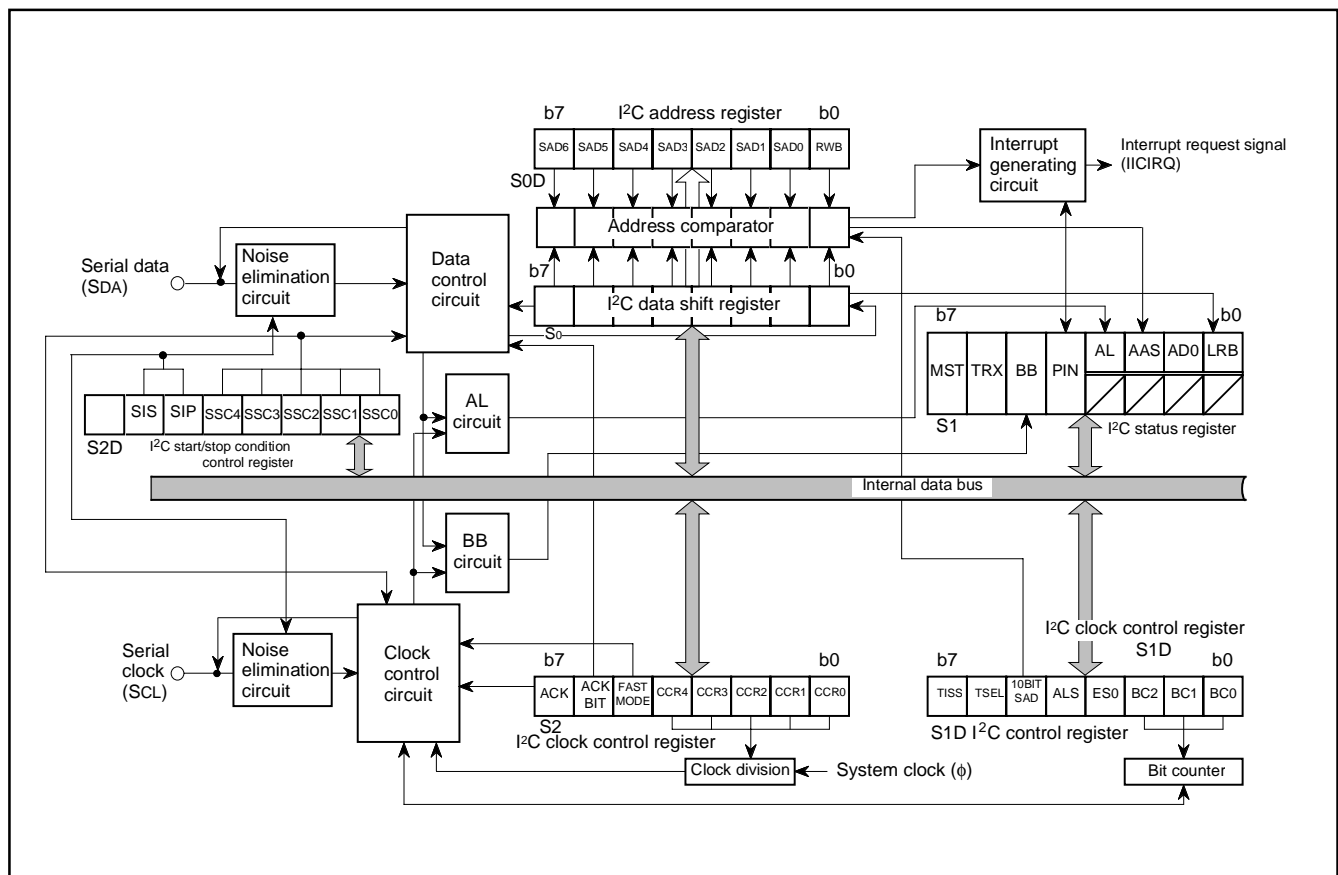 b7 I²C address register b0
SAD6 SAD5 SAD4 SAD3 SAD2 SAD1 SAD0 RWB
S0D
Interrupt
generating
circuit
Interrupt request signal
(IICIRQ)
Address comparator
Serial data
(SDA)
Noise
elimination
circuit
Data
control
circuit
b7 b0
I²C data shift register
S0
b7 b0
MST TRX BB PIN AL AAS AD0 LRB
S1
I²C status register
SIS SIP SSC4 SSC3 SSC2 SSC1 SSC0
S2D
I²C start/stop condition
control register
AL
circuit
Internal data bus
BB
circuit
Serial
clock
(SCL)
Noise
elimination
circuit
Clock
control
circuit
b7 b0
ACK ACK BIT FAST MODE CCR4 CCR3 CCR2 CCR1 CCR0
S2
I²C clock control register
Clock division
System clock (ϕ)
I²C clock control register
S1D
b7 b0
TISS TSEL 10BIT SAD ALS ES0 BC2 BC1 BC0
S1D I²C control register
Bit counter